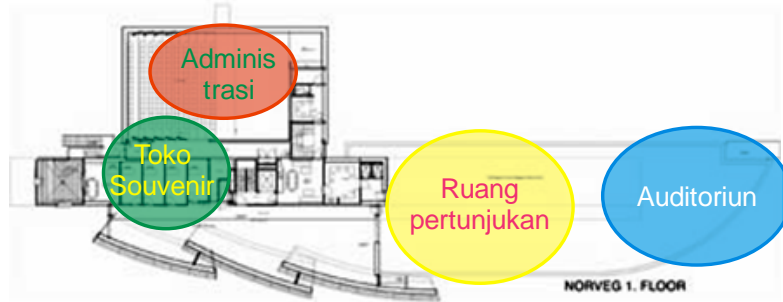 Adminis
trasi
Toko
Souvenir
Ruang
pertunjukan
Auditoriun
NORVEG 1. FLOOR